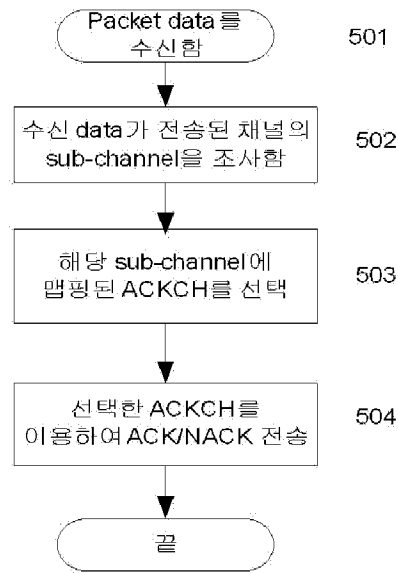 Packet data를
수신함
501
수신 data가 전송된 채널의
sub-channel을 조사함
502
해당 sub-channel에
맵핑된 ACKCH를 선택
503
선택한 ACKCH를
이용하여 ACK/NACK 전송
504
끝